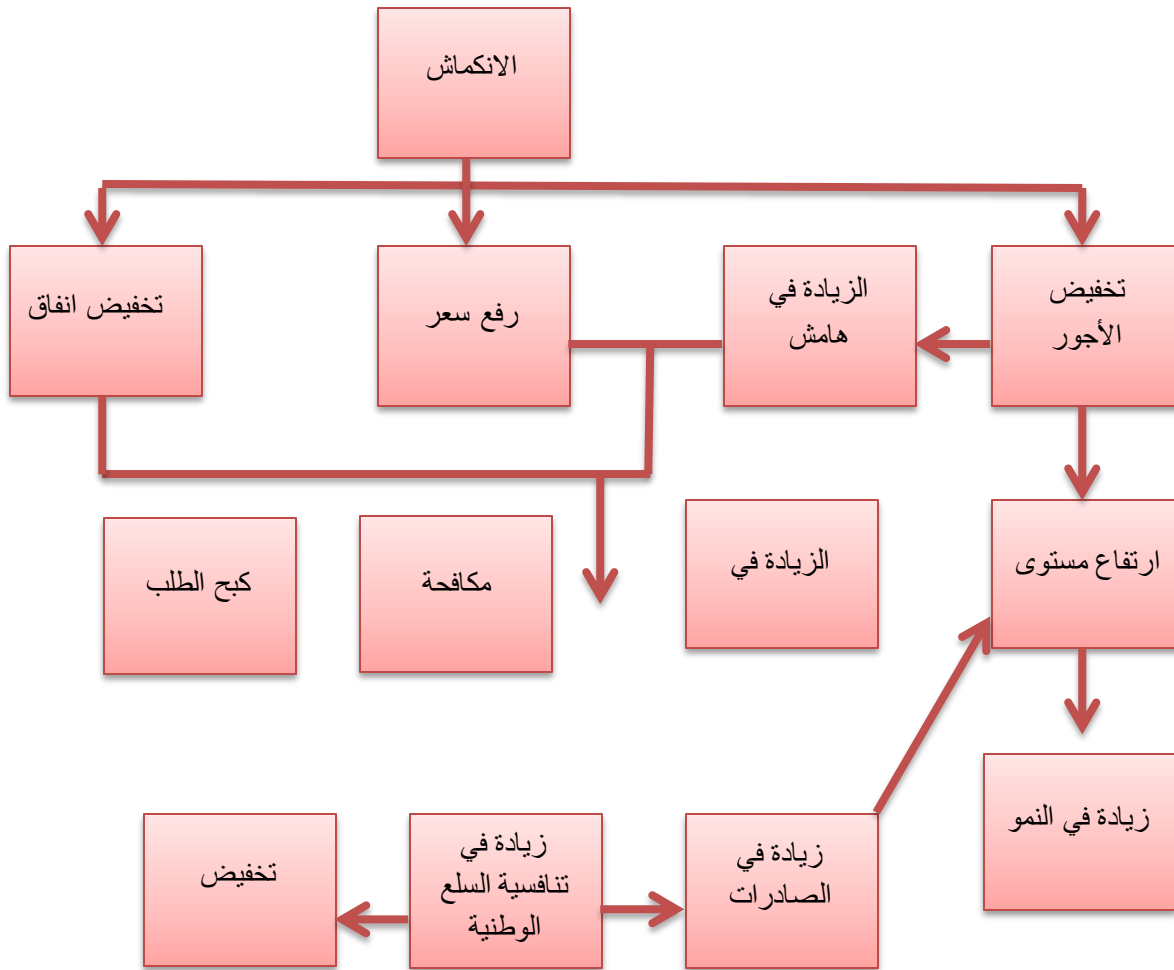 الانكماش
تخفيض
الأجور
الزيادة في
هامش
رفع سعر
تخفيض انفاق
ارتفاع مستوى
الزيادة في
مكافحة
كبح الطلب
زيادة في النمو
زيادة في
الصادرات
زيادة في
تنافسية السلع
الوطنية
تخفيض